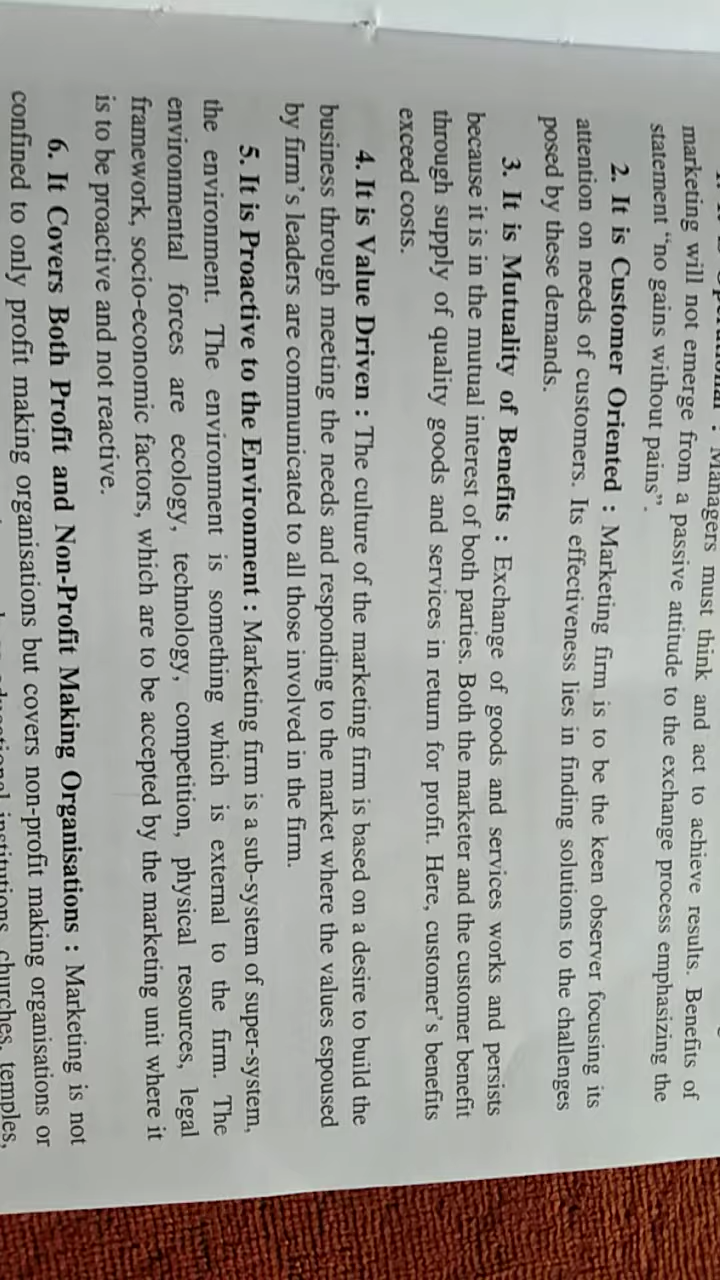 : Managers must think and act to achieve results. Benefits of
marketing will not emerge from a passive attitude to the exchange process emphasizing the
statement “no gains without pains”.
2. It is Customer Oriented : Marketing firm is to be the keen observer focusing its
attention on needs of customers. Its effectiveness lies in finding solutions to the challenges
posed by these demands.
3. It is Mutuality of Benefits : Exchange of goods and services works and persists
because it is in the mutual interest of both parties. Both the marketer and the customer benefit
through supply of quality goods and services in return for profit. Here, customer’s benefits
exceed costs.
4. It is Value Driven : The culture of the marketing firm is based on a desire to build the
business through meeting the needs and responding to the market where the values espoused
by firm’s leaders are communicated to all those involved in the firm.
5. It is Proactive to the Environment : Marketing firm is a sub-system of super-system,
the environment. The environment is something which is external to the firm. The
environmental forces are ecology, technology, competition, physical resources, legal
framework, socio-economic factors, which are to be accepted by the marketing unit where it
is to be proactive and not reactive.
6. It Covers Both Profit and Non-Profit Making Organisations : Marketing is not
confined to only profit making organisations but covers non-profit making organisations or
institutions, churches, temples,